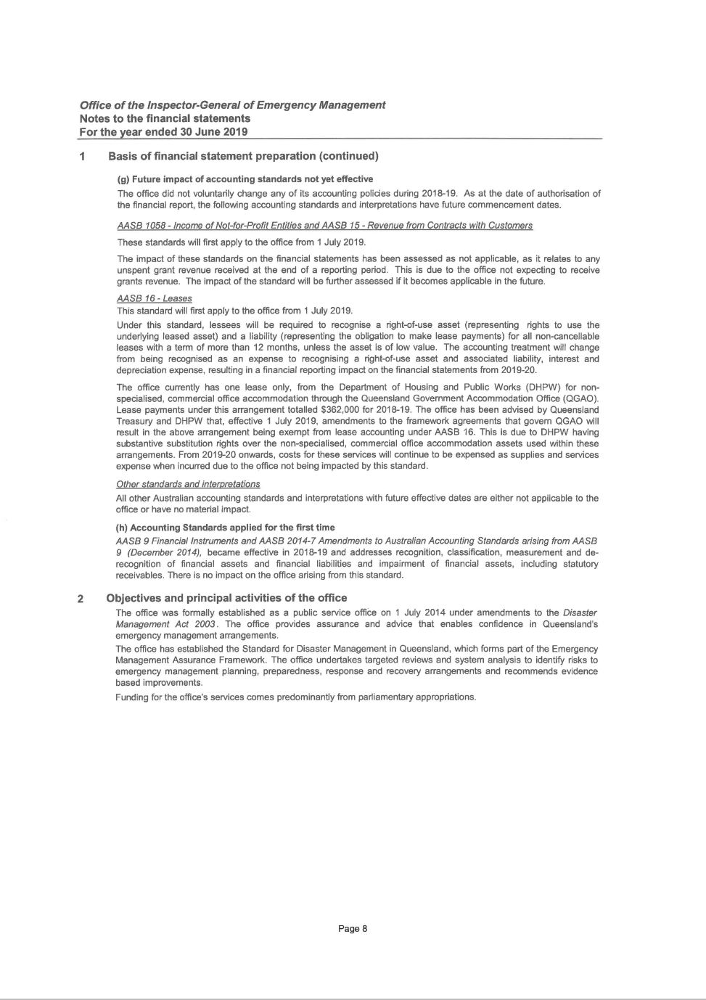 Office of the Inspector-General of Emergency Management
Notes to the financial statements
For the year ended 30 June 2019
1 Basis of financial statement preparation (continued)
(g) Future impact of accounting standards not yet effective
The office did not voluntarily change any of its accounting policies during 2018-19. As at the date of authorisation of
the financial report, the following accounting standards and interpretations have future commencement dates.
AASB 1058 - Income of Not-for-Profit Entities and AASB 15 - Revenue from Contracts with Customers
These standards will first apply to the office from 1 July 2019.
The impact of these standards on the financial statements has been assessed as not applicable, as it relates to any
unspent grant revenue received at the end of a reporting period. This is due to the office not expecting to receive
grants revenue. The impact of the standard will be further assessed if it becomes applicable in the future.
AASB 16 - Leases
This standard will first apply to the office from 1 July 2019.
Under this standard, lessees will be required to recognise a right-of-use asset (representing rights to use the
underlying leased asset) and a liability (representing the obligation to make lease payments) for all non-cancellable
leases with a term of more than 12 months, unless the asset is of low value. The accounting treatment will change
from being recognised as an expense to recognising a right-of-use asset and associated liability, interest and
depreciation expense, resulting in a financial reporting impact on the financial statements from 2019-20.
The office currently has one lease only, from the Department of Housing and Public Works (DHPW) for non-
specialised, commercial office accommodation through the Queensland Government Accommodation Office (QGAO).
Lease payments under this arrangement totalled $362,000 for 2018-19. The office has been advised by Queensland
Treasury and DHPW that, effective 1 July 2019, amendments to the framework agreements that govern QGAO will
result in the above arrangement being exempt from lease accounting under AASB 16. This is due to DHPW having
substantive substitution rights over the non-specialised, commercial office accommodation assets used within these
arrangements. From 2019-20 onwards, costs for these services will continue to be expensed as supplies and services
expense when incurred due to the office not being impacted by this standard.
Other standards and interpretations
All other Australian accounting standards and interpretations with future effective dates are either not applicable to the
office or have no material impact.
(h) Accounting Standards applied for the first time
AASB 9 Financial Instruments and AASB 2014-7 Amendments to Australian Accounting Standards arising from AASB
9 (December 2014), became effective in 2018-19 and addresses recognition, classification, measurement and de-
recognition of financial assets and financial liabilities and impairment of financial assets, including statutory
receivables. There is no impact on the office arising from this standard.
2 Objectives and principal activities of the office
The office was formally established as a public service office on 1 July 2014 under amendments to the Disaster
Management Act 2003. The office provides assurance and advice that enables confidence in Queensland's
emergency management arrangements.
The office has established the Standard for Disaster Management in Queensland, which forms part of the Emergency
Management Assurance Framework. The office undertakes targeted reviews and system analysis to identify risks to
emergency management planning, preparedness, response and recovery arrangements and recommends evidence
based improvements.
Funding for the office's services comes predominantly from parliamentary appropriations.
Page 8